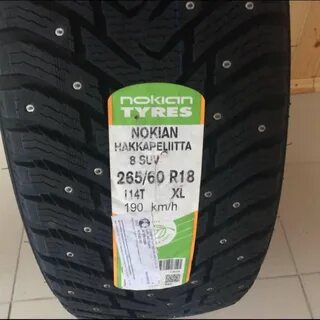 nokian
TYRES
NOKIAN
HAKKAPELIITTA
8 SUV
265/60 R18
114T XL
190 km/h